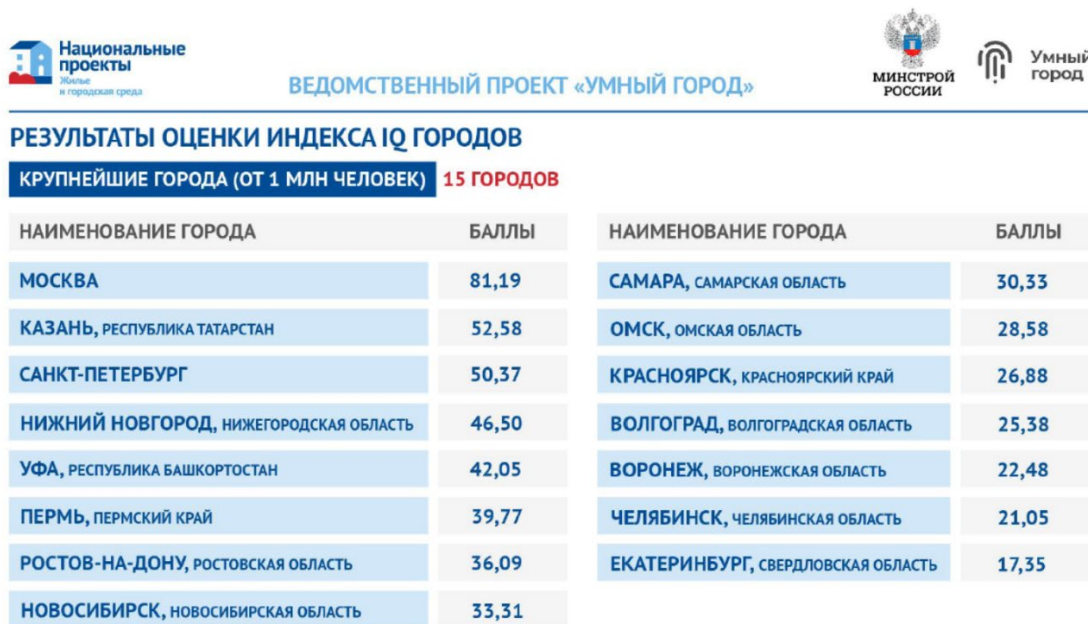 Национальные
проекты
Жилье
и городская среда
ВЕДОМСТВЕННЫЙ ПРОЕКТ «УМНЫЙ ГОРОД»
МИНСТРОЙ
РОССИИ
Умный
город
РЕЗУЛЬТАТЫ ОЦЕНКИ ИНДЕКСА IQ ГОРОДОВ
КРУПНЕЙШИЕ ГОРОДА (ОТ 1 МЛН ЧЕЛОВЕК) 15 ГОРОДОВ
НАИМЕНОВАНИЕ ГОРОДА БАЛЛЫ
МОСКВА 81,19
КАЗАНЬ, РЕСПУБЛИКА ТАТАРСТАН 52,58
САНКТ-ПЕТЕРБУРГ 50,37
НИЖНИЙ НОВГОРОД, НИЖЕГОРОДСКАЯ ОБЛАСТЬ 46,50
УФА, РЕСПУБЛИКА БАШКОРТОСТАН 42,05
ПЕРМЬ, ПЕРМСКИЙ КРАЙ 39,77
РОСТОВ-НА-ДОНУ, РОСТОВСКАЯ ОБЛАСТЬ 36,09
НОВОСИБИРСК, НОВОСИБИРСКАЯ ОБЛАСТЬ 33,31
НАИМЕНОВАНИЕ ГОРОДА БАЛЛЫ
САМАРА, САМАРСКАЯ ОБЛАСТЬ 30,33
ОМСК, ОМСКАЯ ОБЛАСТЬ 28,58
КРАСНОЯРСК, КРАСНОЯРСКИЙ КРАЙ 26,88
ВОЛГОГРАД, ВОЛГОГРАДСКАЯ ОБЛАСТЬ 25,38
ВОРОНЕЖ, ВОРОНЕЖСКАЯ ОБЛАСТЬ 22,48
ЧЕЛЯБИНСК, ЧЕЛЯБИНСКАЯ ОБЛАСТЬ 21,05
ЕКАТЕРИНБУРГ, СВЕРДЛОВСКАЯ ОБЛАСТЬ 17,35